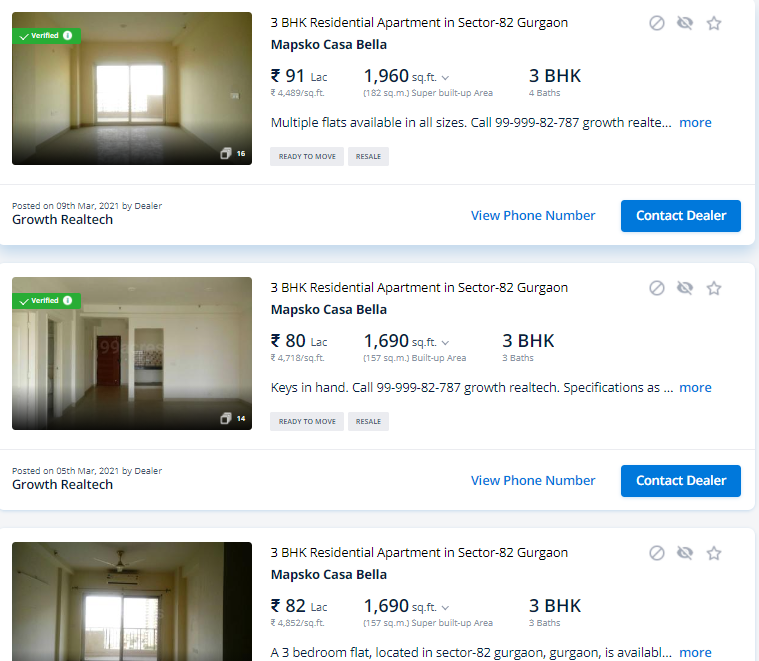 3 BHK Residential Apartment in Sector-82 Gurgaon
Mapsko Casa Bella
Verified
₹ 91 Lac 1,960 sq.ft. 3 BHK
₹ 4,489/sq.ft. (182 sq.m.) Super built-up Area 4 Baths
Multiple flats available in all sizes. Call 99-999-82-787 growth realte... more
16
READY TO MOVE RESALE
Posted on 09th Mar, 2021 by Dealer
Growth Realtech
View Phone Number Contact Dealer
3 BHK Residential Apartment in Sector-82 Gurgaon
Verified
Mapsko Casa Bella
₹ 80 Lac 1,690 sq.ft. 3 BHK
₹ 4,718/sq.ft. (157 sq.m.) Built-up Area 3 Baths
99acres
Keys in hand. Call 99-999-82-787 growth realtech. Specifications as ... more
14
READY TO MOVE RESALE
Posted on 05th Mar, 2021 by Dealer
Growth Realtech
View Phone Number Contact Dealer
3 BHK Residential Apartment in Sector-82 Gurgaon
Mapsko Casa Bella
₹ 82 Lac 1,690 sq.ft. 3 BHK
₹ 4,852/sq.ft. (157 sq.m.) Super built-up Area 3 Baths
A 3 bedroom flat, located in sector-82 gurgaon, gurgaon, is availabl... more